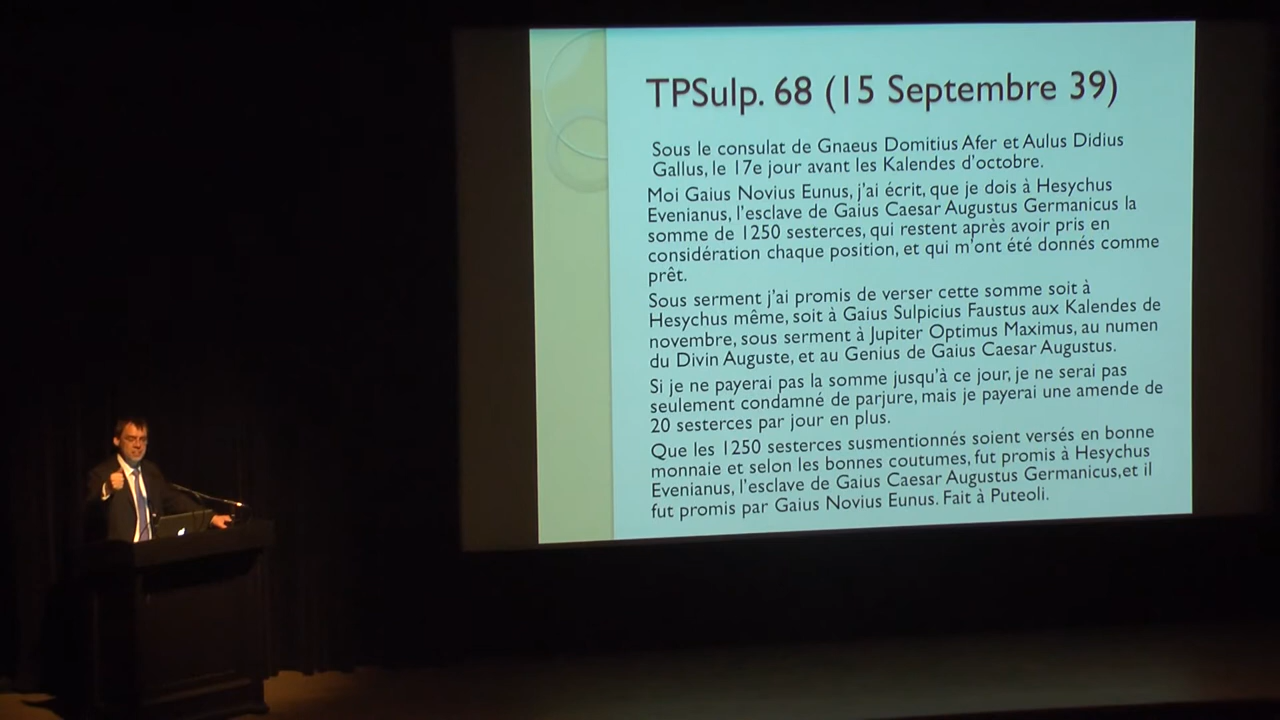 TPSulp. 68 (15 Septembre 39)
Sous le consulat de Gnaeus Domitius Afer et Aulus Didius
Gallus, le 17e jour avant les Kalendes d'octobre.
Moi Gaius Novius Eunus, j'ai écrit, que je dois à Hesychus
Evenianus, l'esclave de Gaius Caesar Augustus Germanicus la
somme de 1250 sesterces, qui restent après avoir pris en
considération chaque position, et qui m'ont été donnés comme
prêt.
Sous serment j'ai promis de verser cette somme soit à
Hesychus même, soit à Gaius Sulpicius Faustus aux Kalendes de
novembre, sous serment à Jupiter Optimus Maximus, au numen
du Divin Auguste, et au Genius de Gaius Caesar Augustus.
Si je ne payerai pas la somme jusqu'à ce jour, je ne serai pas
seulement condamné de parjure, mais je payerai une amende de
20 sesterces par jour en plus.
Que les 1250 sesterces susmentionnés soient versés en bonne
monnaie et selon les bonnes coutumes, fut promis à Hesychus
Evenianus, l'esclave de Gaius Caesar Augustus Germanicus,et il
fut promis par Gaius Novius Eunus. Fait à Puteoli.